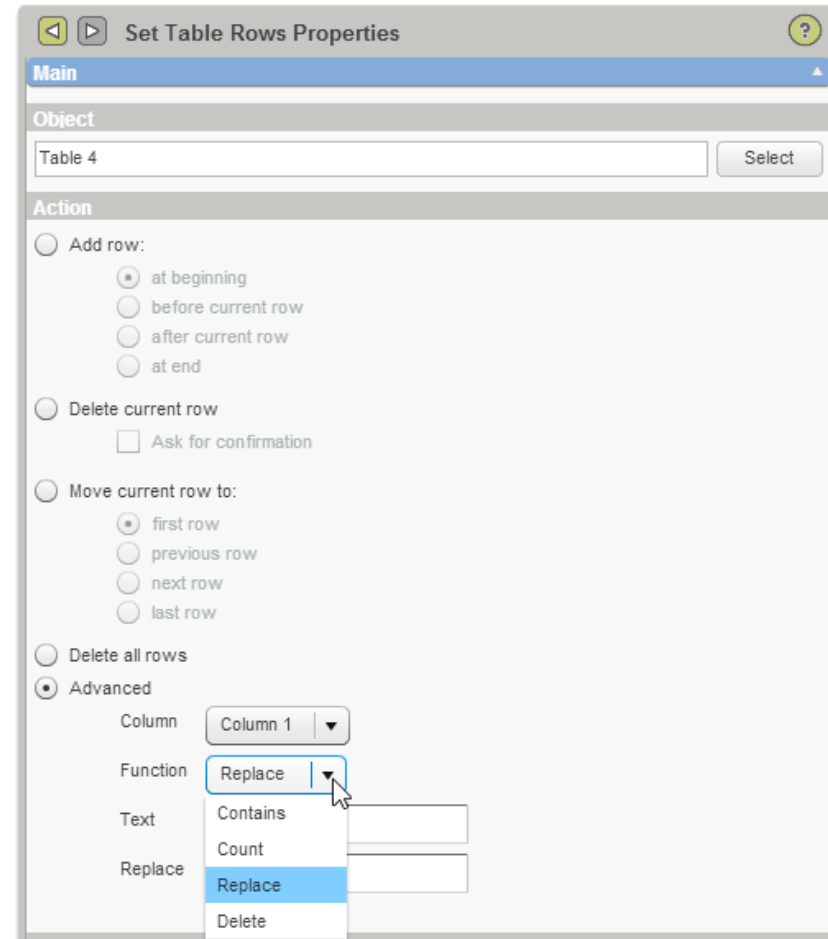 Set Table Rows Properties
?
Main
Object
Table 4
Select
Action
Add row:
at beginning
before current row
after current row
at end
Delete current row
Ask for confirmation
Move current row to:
first row
previous row
next row
last row
Delete all rows
Advanced
Column Column 1
Function Replace
Contains
Text
Count
Replace
Replace
Delete